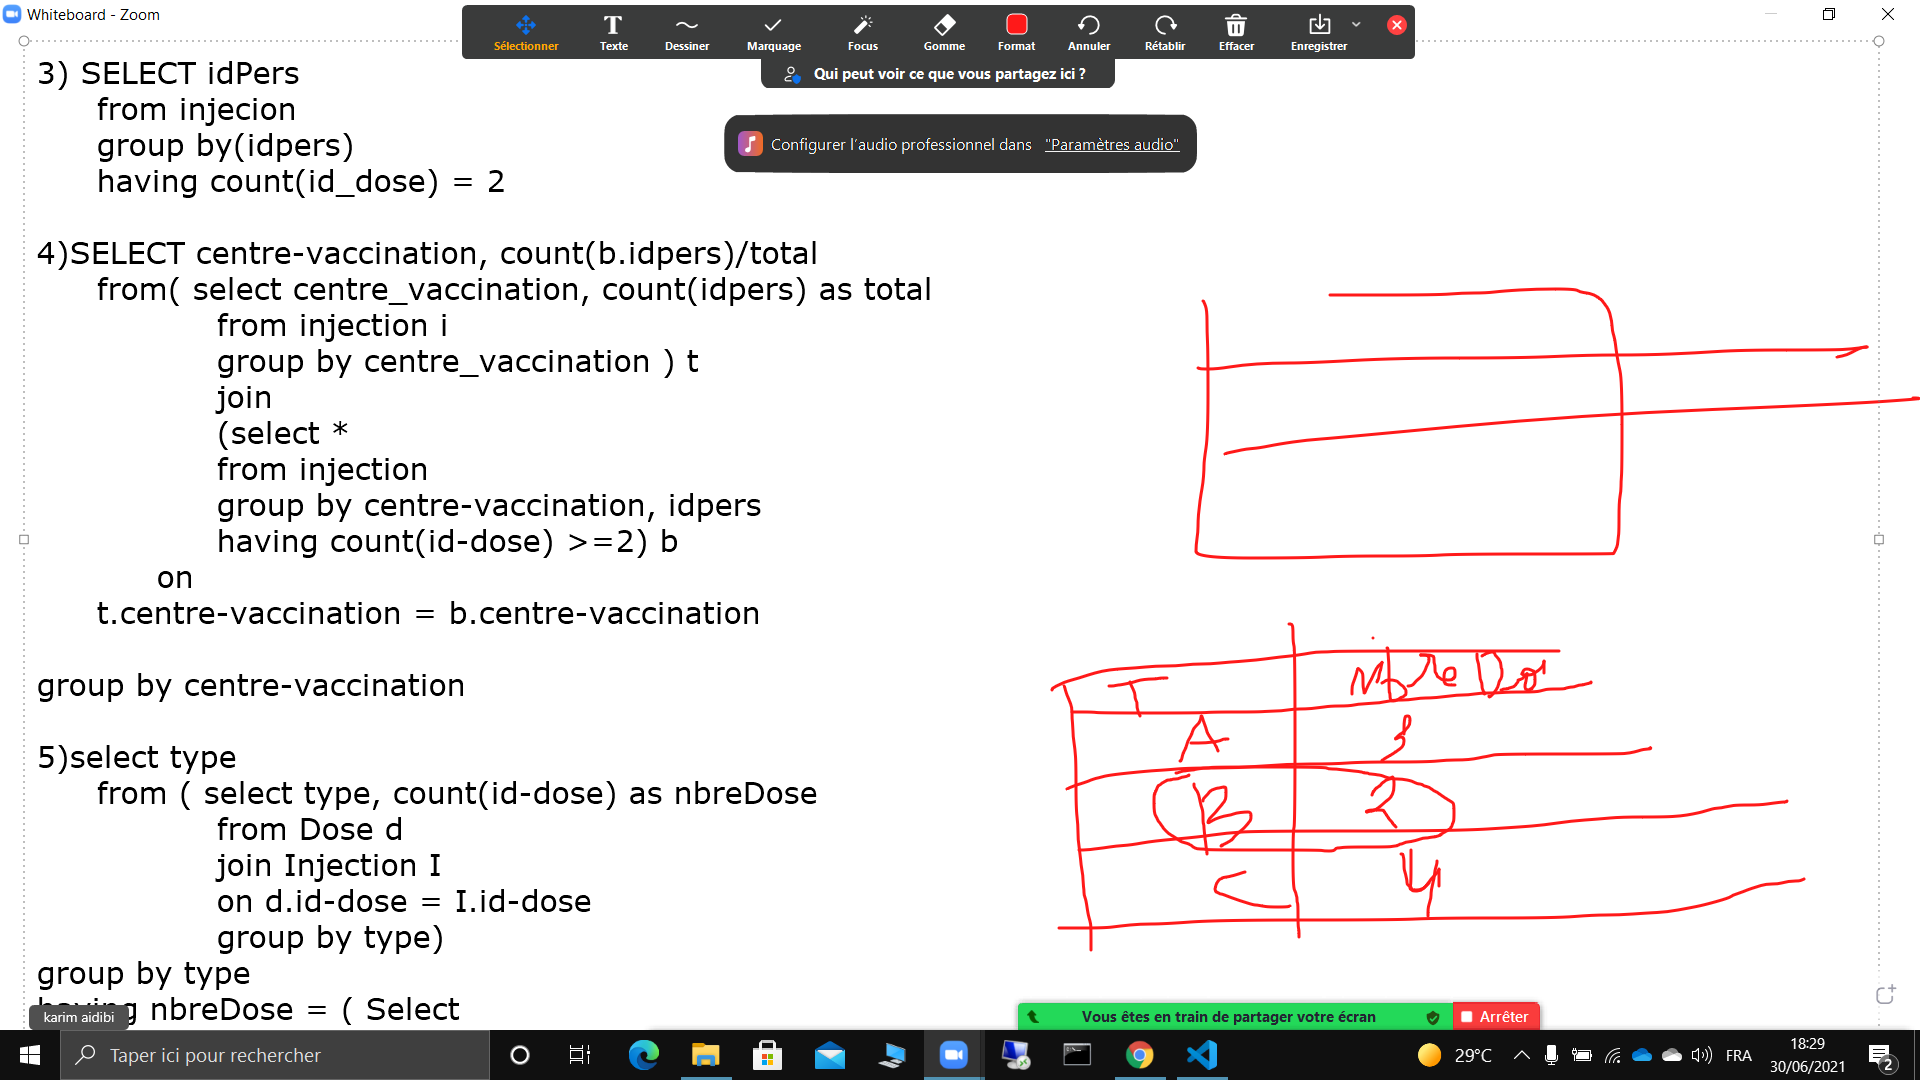 Whiteboard - Zoom
Sélectionner Texte Dessiner Marquage Focus Gomme Format Annuler Rétablir Effacer Enregistrer
Qui peut voir ce que vous partagez ici ?
Configurer l'audio professionnel dans "Paramètres audio"
3) SELECT idPers
from injecion
group by(idpers)
having count(id_dose) = 2
4)SELECT centre-vaccination, count(b.idpers)/total
from( select centre_vaccination, count(idpers) as total
from injection i
group by centre_vaccination ) t
join
(select *
from injection
group by centre-vaccination, idpers
having count(id-dose) >=2) b
on
t.centre-vaccination = b.centre-vaccination
group by centre-vaccination
5)select type
from ( select type, count(id-dose) as nbreDose
from Dose d
join Injection I
on d.id-dose = I.id-dose
group by type)
group by type
having nbreDose = ( Select
T nbre Do
A
B 2
C 4
karim aidibi
Vous êtes en train de partager votre écran Arrêter
Taper ici pour rechercher
29°C FRA 18:29
30/06/2021 2